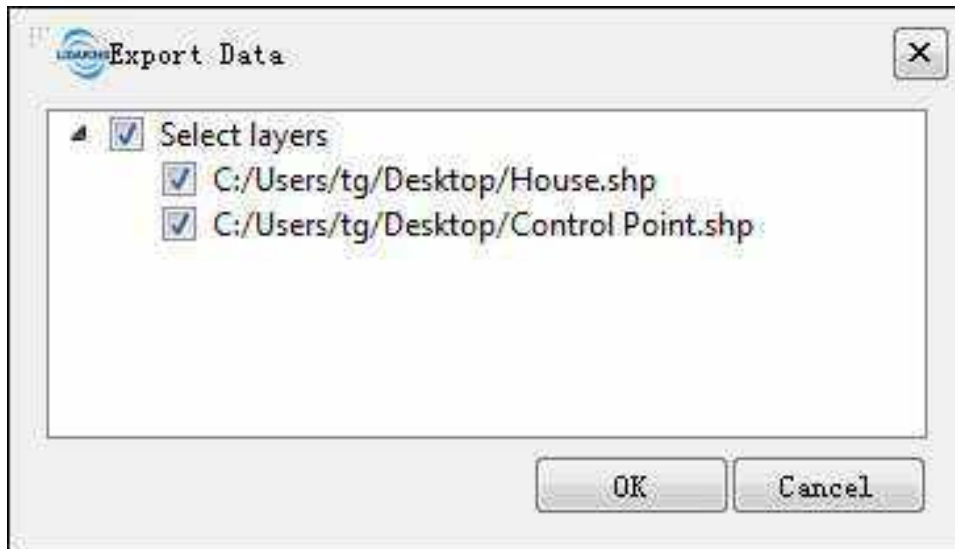 Export Data
Select layers
C:/Users/tg/Desktop/House.shp
C:/Users/tg/Desktop/Control Point.shp
OK
Cancel